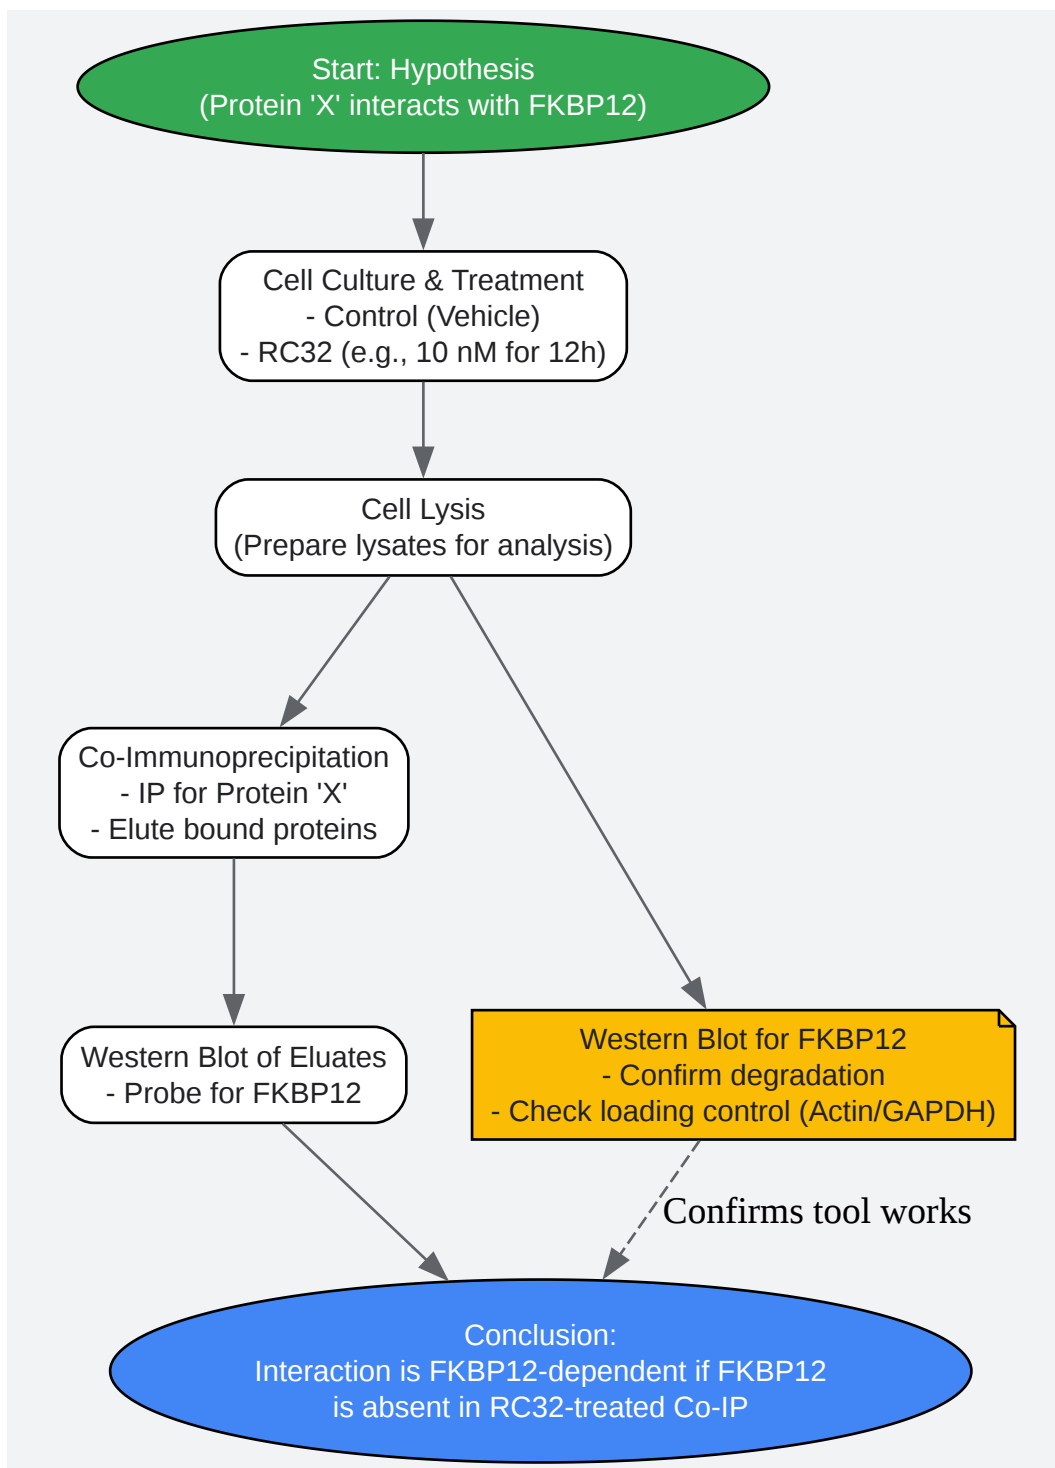 Start: Hypothesis
(Protein 'X' interacts with FKBP12)
Cell Culture & Treatment
- Control (Vehicle)
- RC32 (e.g., 10 nM for 12h)
Cell Lysis
(Prepare lysates for analysis)
Co-Immunoprecipitation
- IP for Protein 'X'
- Elute bound proteins
Western Blot of Eluates
- Probe for FKBP12
Western Blot for FKBP12
- Confirm degradation
- Check loading control (Actin/GAPDH)
Confirms tool works
Conclusion:
Interaction is FKBP12-dependent if FKBP12
is absent in RC32-treated Co-IP